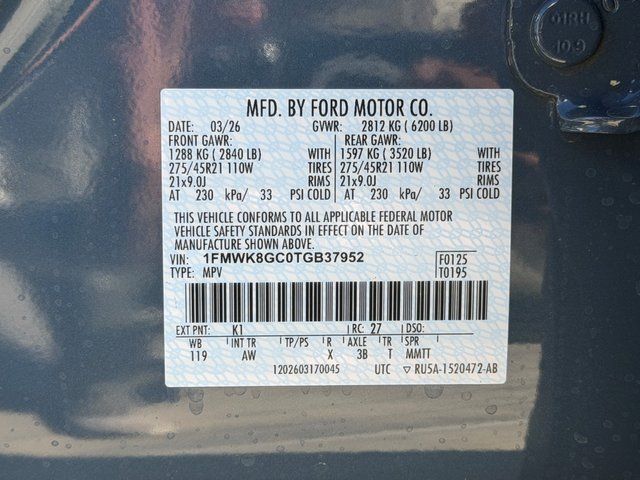 MFD. BY FORD MOTOR CO.
DATE: 03/26 GVWR: 2812 KG ( 6200 LB)
FRONT GAWR: REAR GAWR:
1288 KG ( 2840 LB) WITH 1597 KG ( 3520 LB) WITH
275/45R21 110W TIRES 275/45R21 110W TIRES
21x9.0J RIMS 21x9.0J RIMS
AT 230 kPa/ 33 PSI COLD AT 230 kPa/ 33 PSI COLD
THIS VEHICLE CONFORMS TO ALL APPLICABLE FEDERAL MOTOR
VEHICLE SAFETY STANDARDS IN EFFECT ON THE DATE OF
MANUFACTURE SHOWN ABOVE.
VIN: 1FMWK8GC0TGB37952 F0125
TYPE: MPV T0195
EXT PNT: K1 RC: 27 DSO:
WB INT TR TP/PS R AXLE TR SPR
119 AW X 3B T MMTT
1202603170045 UTC RU5A-1520472-AB